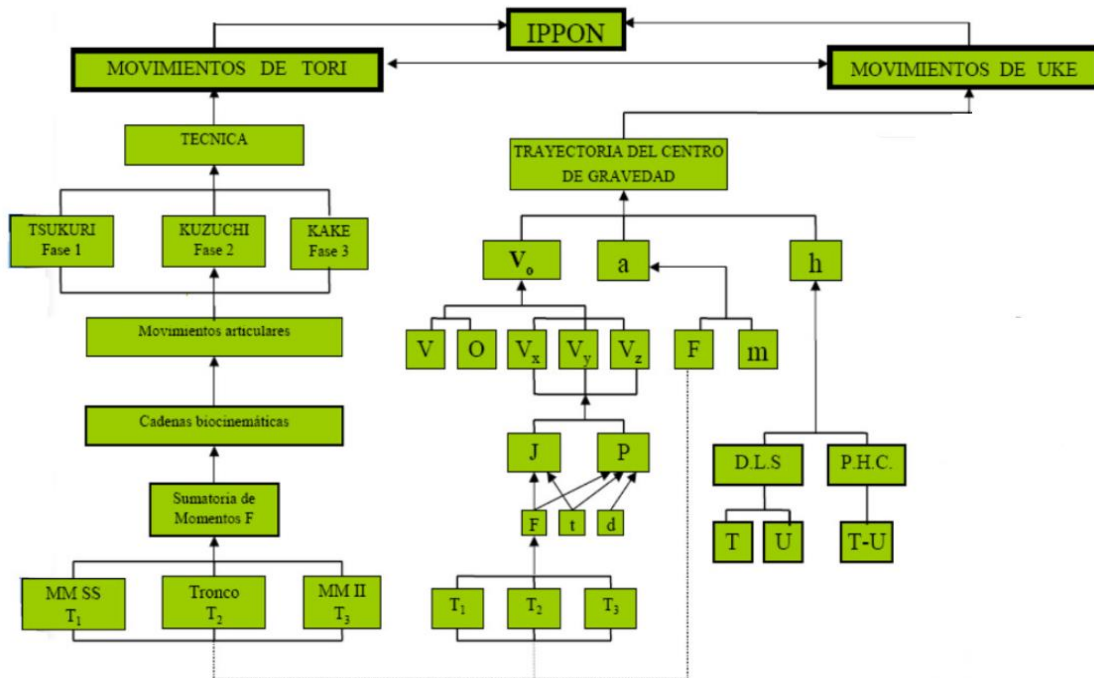 IPPON
MOVIMIENTOS DE TORI
MOVIMIENTOS DE UKE
TECNICA
TRAYECTORIA DEL CENTRO
DE GRAVEDAD
TSUKURI
Fase 1
KUZUCHI
Fase 2
KAKE
Fase 3
Vo
a
h
Movimientos articulares
V
O
Vx
Vy
Vz
F
m
Cadenas biocinemáticas
J
P
D.L.S
P.H.C.
Sumatoria de
Momentos F
F
t
d
T
U
T-U
MM SS
T1
Tronco
T2
MM II
T3
T1
T2
T3